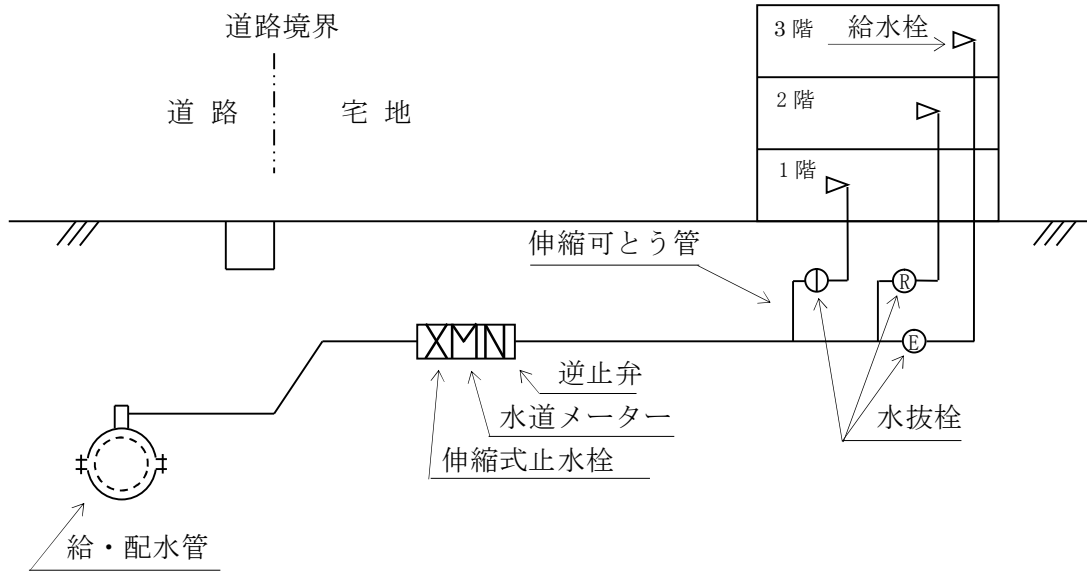 道路境界
道 路
宅 地
3階 給水栓
2階
1階
伸縮可とう管
R
E
XMN
逆止弁
水道メーター
伸縮式止水栓
水抜栓
給・配水管